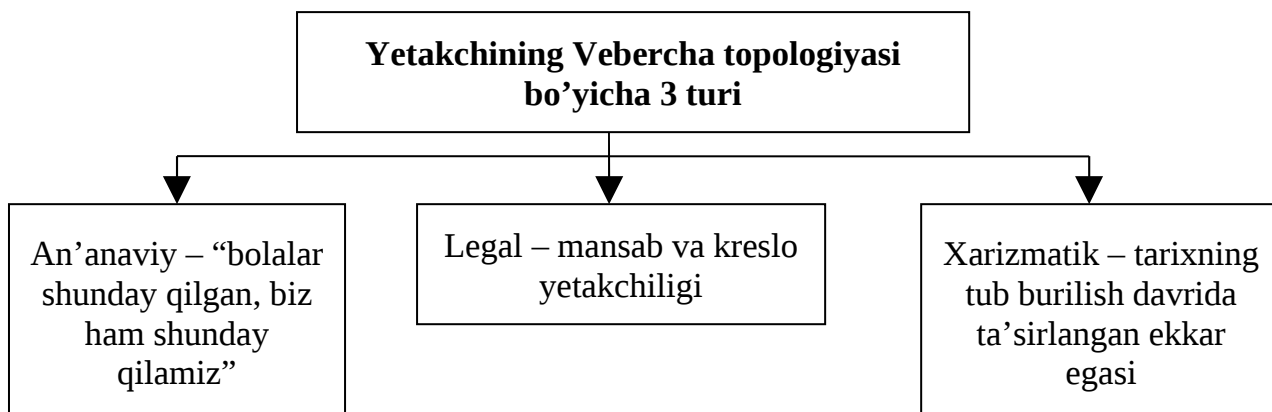 Yetakchining Vebercha topologiyasi
bo’yicha 3 turi
An’anaviy – “bolalar
shunday qilgan, biz
ham shunday
qilamiz”
Legal – mansab va kreslo
yetakchiligi
Xarizmatik – tarixning
tub burilish davrida
ta’sirlangan ekkar
egasi